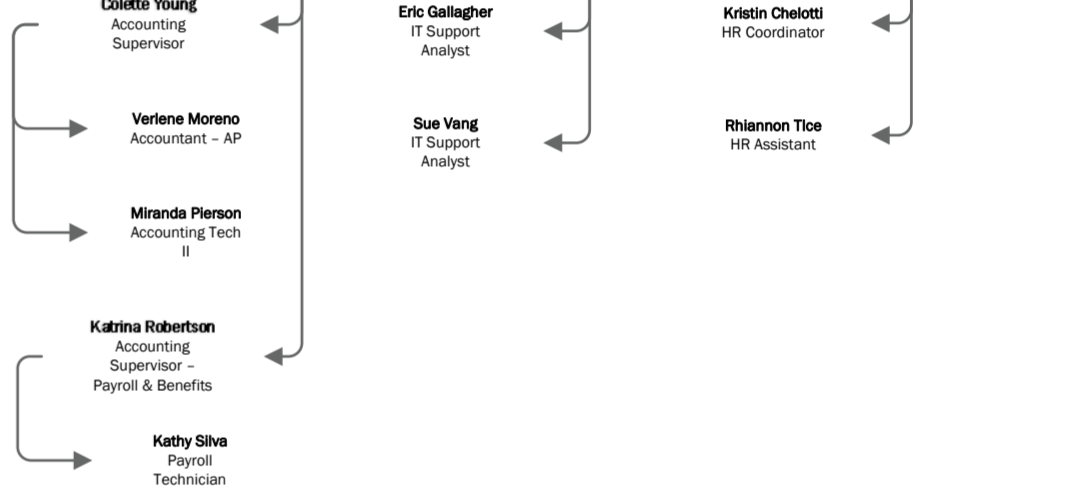 Colette Young
Accounting
Supervisor
Verlene Moreno
Accountant – AP
Miranda Pierson
Accounting Tech
II
Katrina Robertson
Accounting
Supervisor –
Payroll & Benefits
Kathy Silva
Payroll
Technician
Eric Gallagher
IT Support
Analyst
Sue Vang
IT Support
Analyst
Kristin Chelotti
HR Coordinator
Rhiannon Tice
HR Assistant